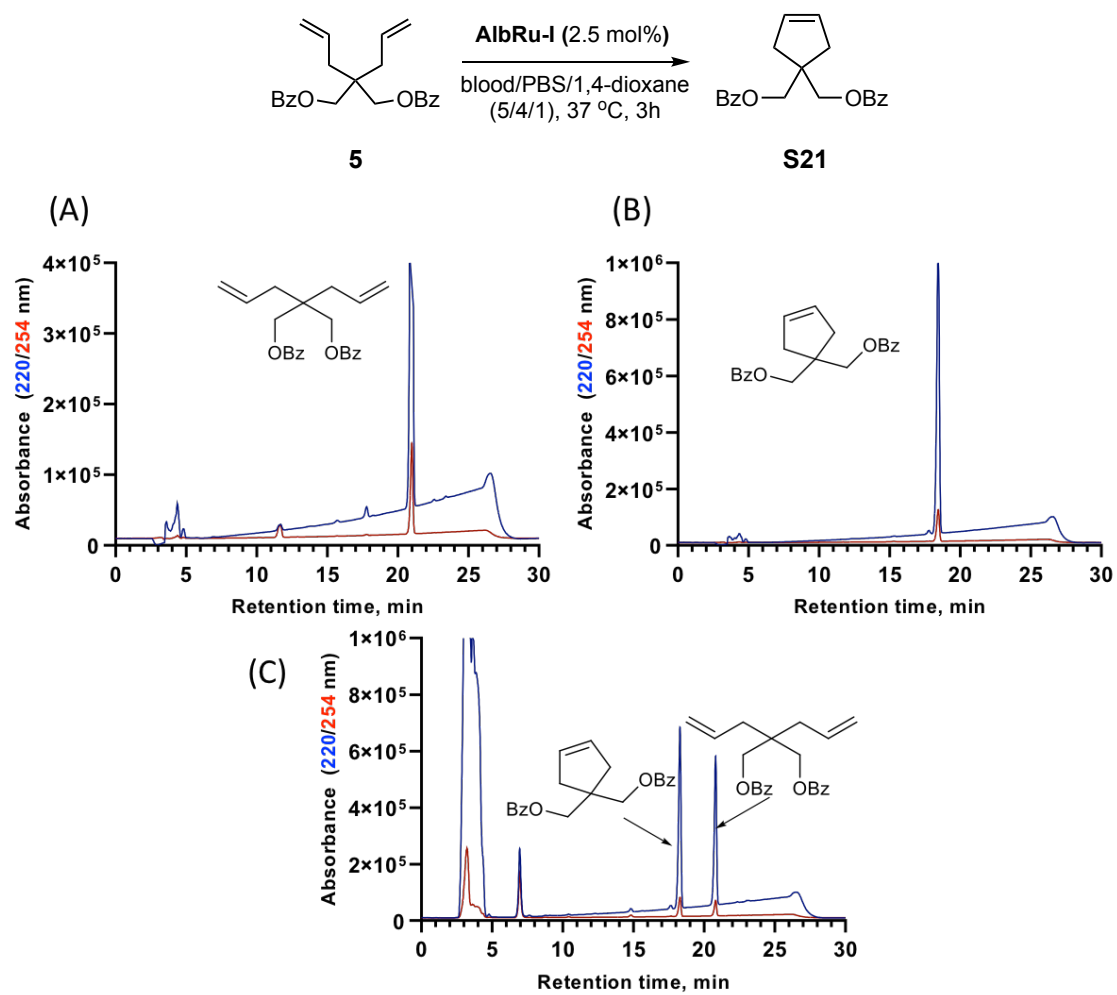 AlbRu-I (2.5 mol%)
blood/PBS/1,4-dioxane
(5/4/1), 37 °C, 3h
BzO
OBz
BzO
OBz
5
S21
(A)
4×10⁵
3×10⁵
2×10⁵
1×10⁵
0
Absorbance (220/254 nm)
OBz
OBz
0 5 10 15 20 25 30
Retention time, min
(B)
1×10⁶
8×10⁵
6×10⁵
4×10⁵
2×10⁵
0
Absorbance (220/254 nm)
OBz
BzO
0 5 10 15 20 25 30
Retention time, min
(C)
1×10⁶
8×10⁵
6×10⁵
4×10⁵
2×10⁵
0
Absorbance (220/254 nm)
OBz
BzO
OBz
OBz
0 5 10 15 20 25 30
Retention time, min